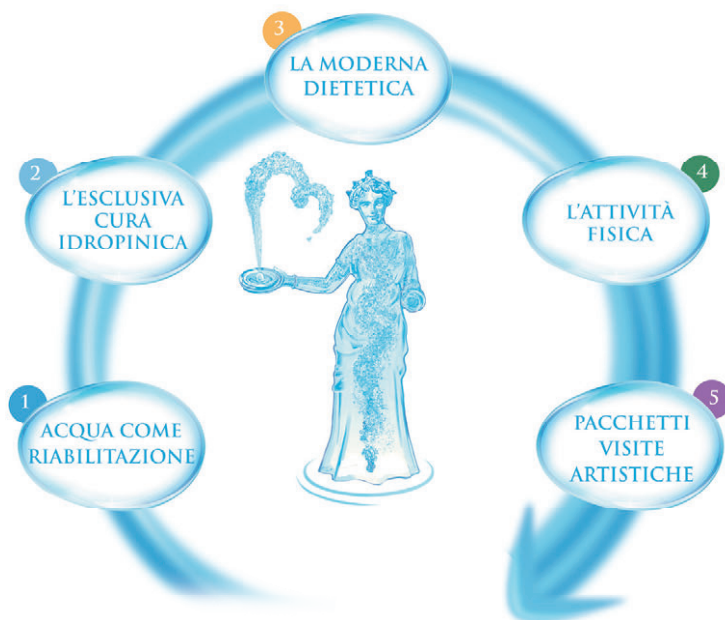 1
ACQUA COME
RIABILITAZIONE
2
L'ESCLUSIVA
CURA
IDROPINICA
3
LA MODERNA
DIETETICA
4
L'ATTIVITÀ
FISICA
5
PACCHETTI
VISITE
ARTISTICHE